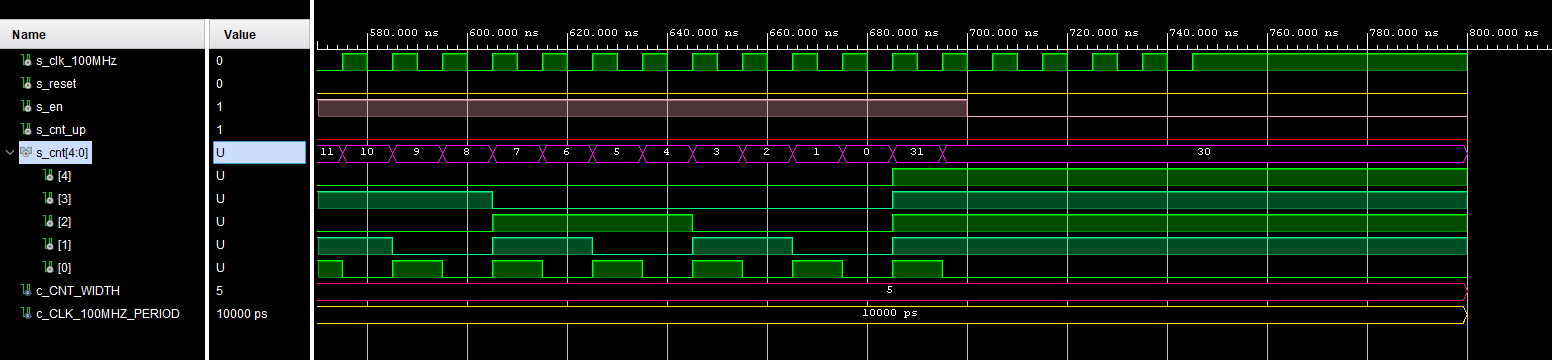 Name Value
580.000 ns 600.000 ns 620.000 ns 640.000 ns 660.000 ns 680.000 ns 700.000 ns 720.000 ns 740.000 ns 760.000 ns 780.000 ns 800.000 ns
s_clk_100MHz 0
s_reset 0
s_en 1
s_cnt_up 1
s_cnt[4:0] U 11 10 9 8 7 6 5 4 3 2 1 0 31 30
[4] U
[3] U
[2] U
[1] U
[0] U
c_CNT_WIDTH 5 5
c_CLK_100MHZ_PERIOD 10000 ps 10000 ps